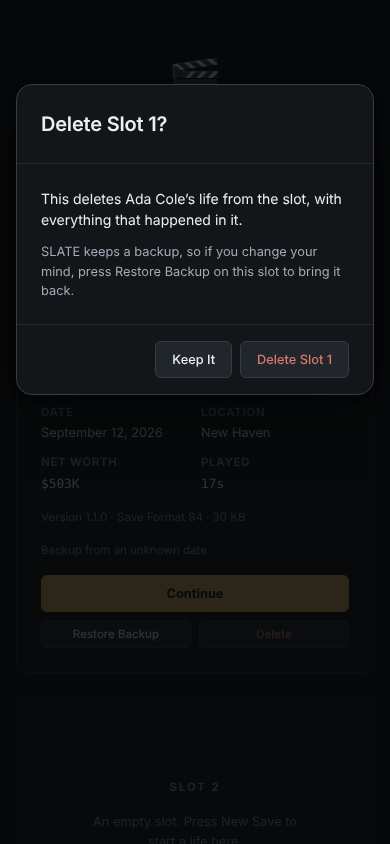 Delete Slot 1?
This deletes Ada Cole’s life from the slot, with
everything that happened in it.
SLATE keeps a backup, so if you change your
mind, press Restore Backup on this slot to bring it
back.
Keep It
Delete Slot 1
DATE
LOCATION
September 12, 2026
New Haven
NET WORTH
PLAYED
$503K
17s
Version 1.1.0 · Save Format 84 · 30 KB
Backup from an unknown date
Continue
Restore Backup
Delete
SLOT 2
An empty slot. Press New Save to
start a life here